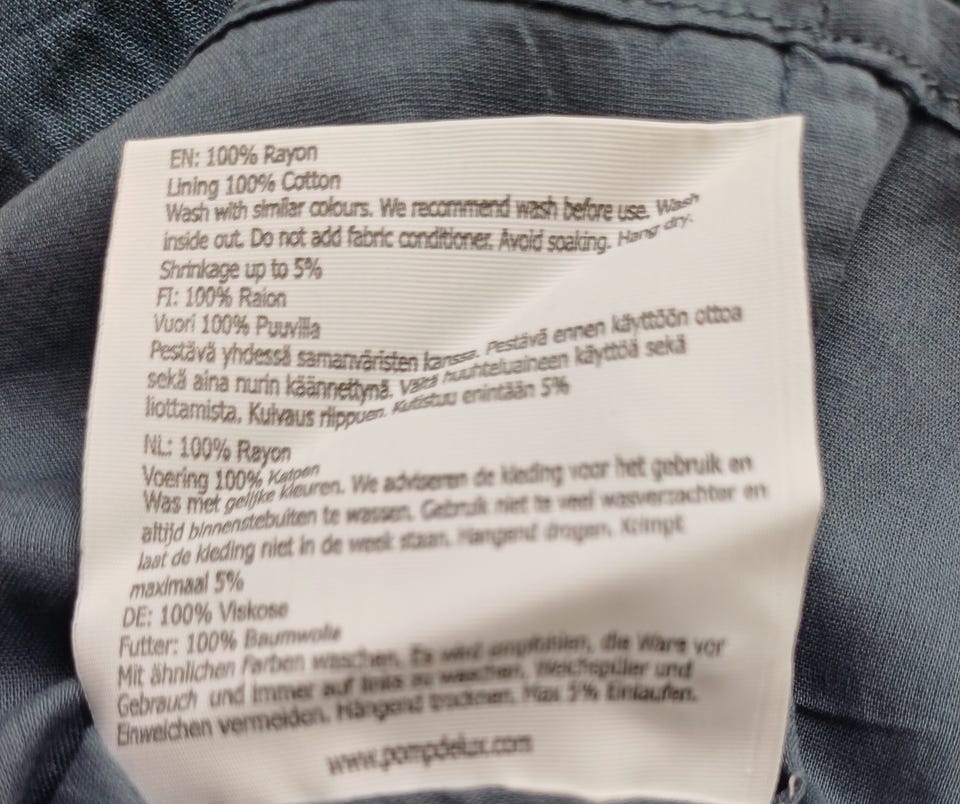 EN: 100% Rayon
Lining 100% Cotton
Wash with similar colours. We recommend wash before use. Wash
inside out. Do not add fabric conditioner. Avoid soaking. Hang dry.
Shrinkage up to 5%
FI: 100% Raion
Vuori 100% Puuvilla
Pestävä yhdessä samanväristen kanssa. Pestävä ennen käyttöön ottoa
sekä aina nurin käännettynä. Vältä huuhteluaineen käyttöä sekä
liottamista. Kuivaus riippuen. Kutistuu enintään 5%
NL: 100% Rayon
Voering 100% Katoen
Was met gelijke kleuren. We adviseren de kleding voor het gebruik en
altijd binnenstebuiten te wassen. Gebruik niet te veel wasverzachter en
laat de kleding niet in de week staan. Hangend drogen. Krimpt
maximaal 5%
DE: 100% Viskose
Futter: 100% Baumwolle
Mit ähnlichen Farben waschen. Es wird empfohlen, die Ware vor
Gebrauch und immer auf links zu waschen. Weichspüler und
Einweichen vermeiden. Hängend trocknen. Max 5% Einlaufen.
www.pompdelux.com